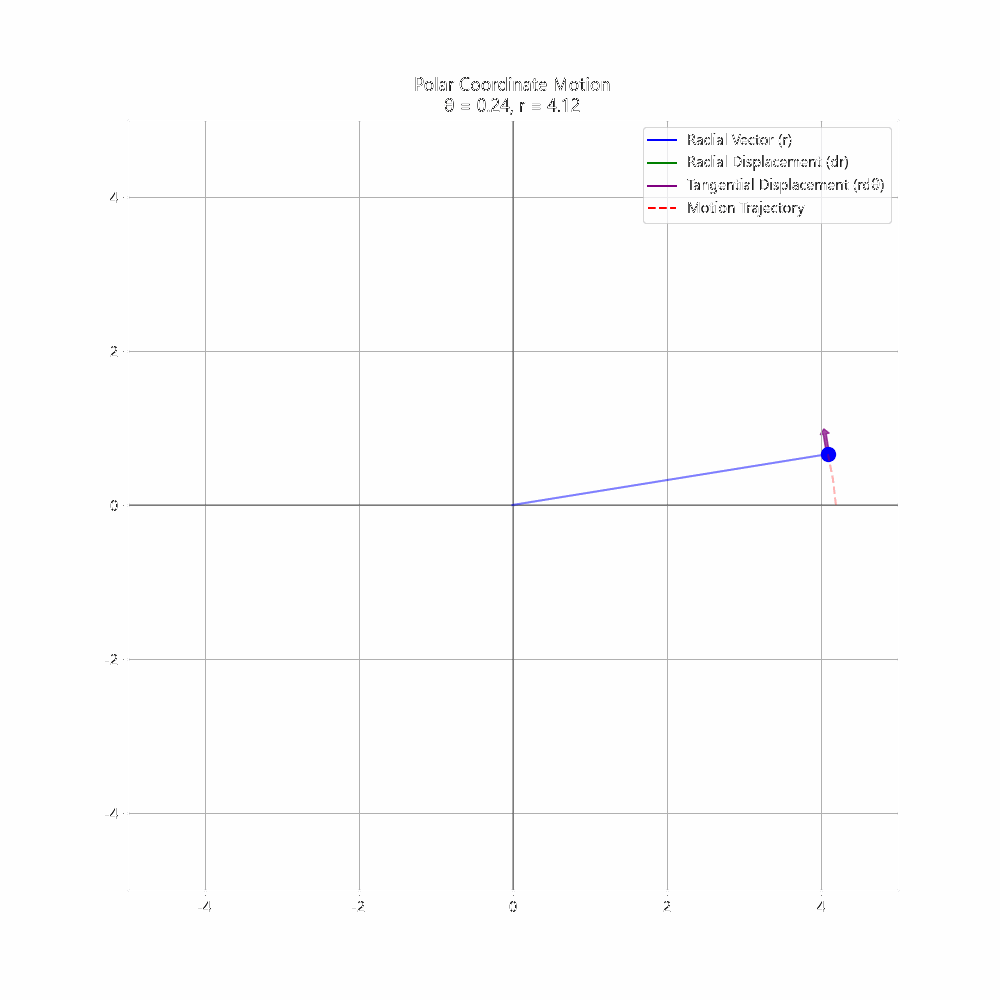 Polar Coordinate Motion
θ = 0.24, r = 4.12
Radial Vector (r)
Radial Displacement (dr)
Tangential Displacement (rdθ)
Motion Trajectory
4
2
0
-2
-4
-4
-2
0
2
4